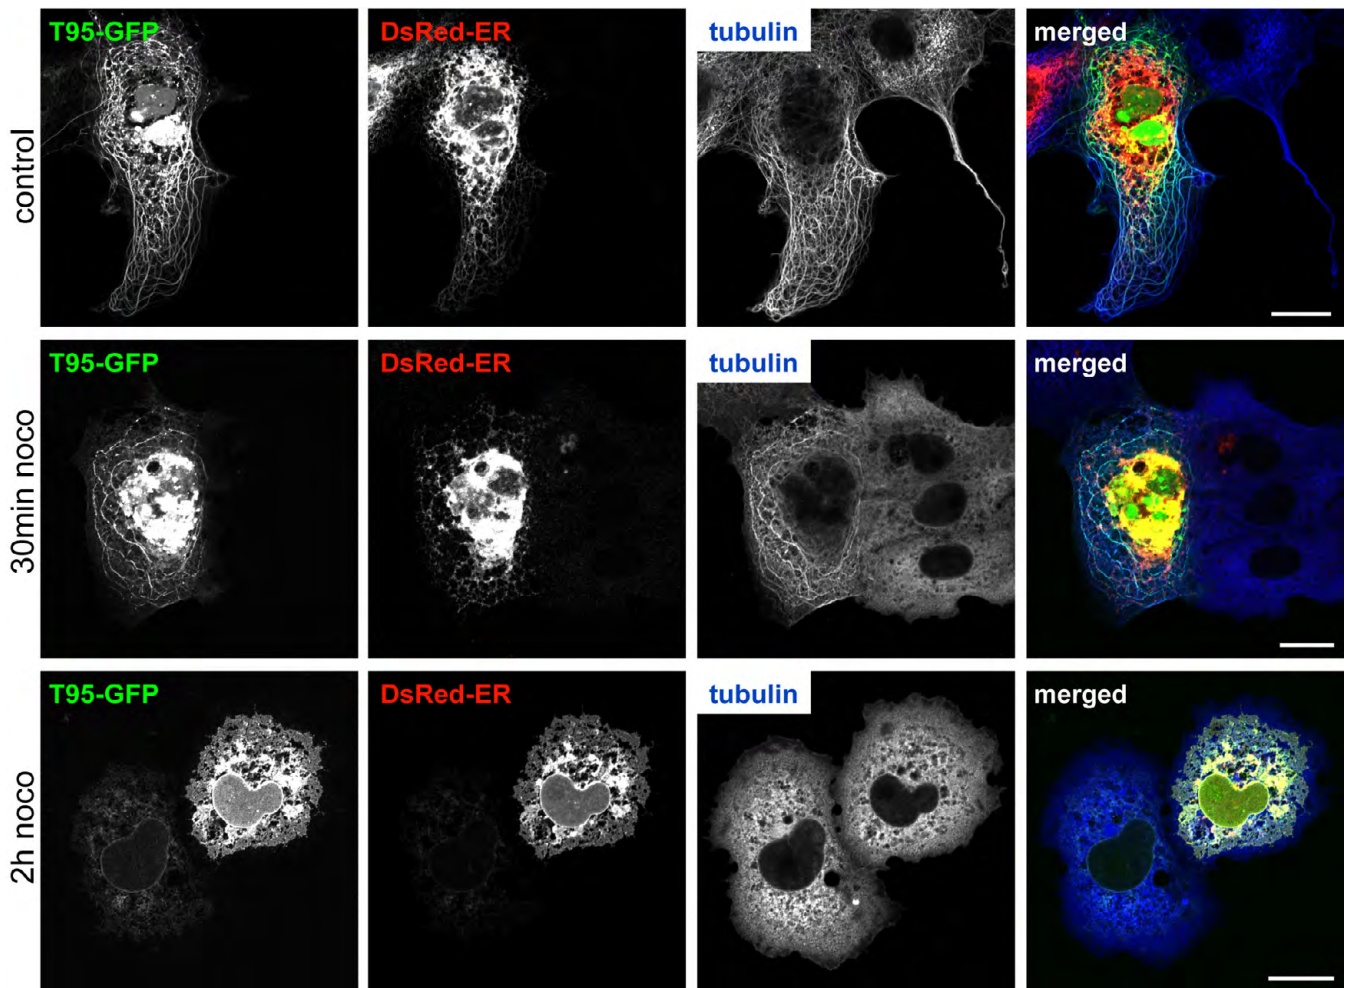 T95-GFP DsRed-ER tubulin merged
control
T95-GFP DsRed-ER tubulin merged
30min noco
T95-GFP DsRed-ER tubulin merged
2h noco